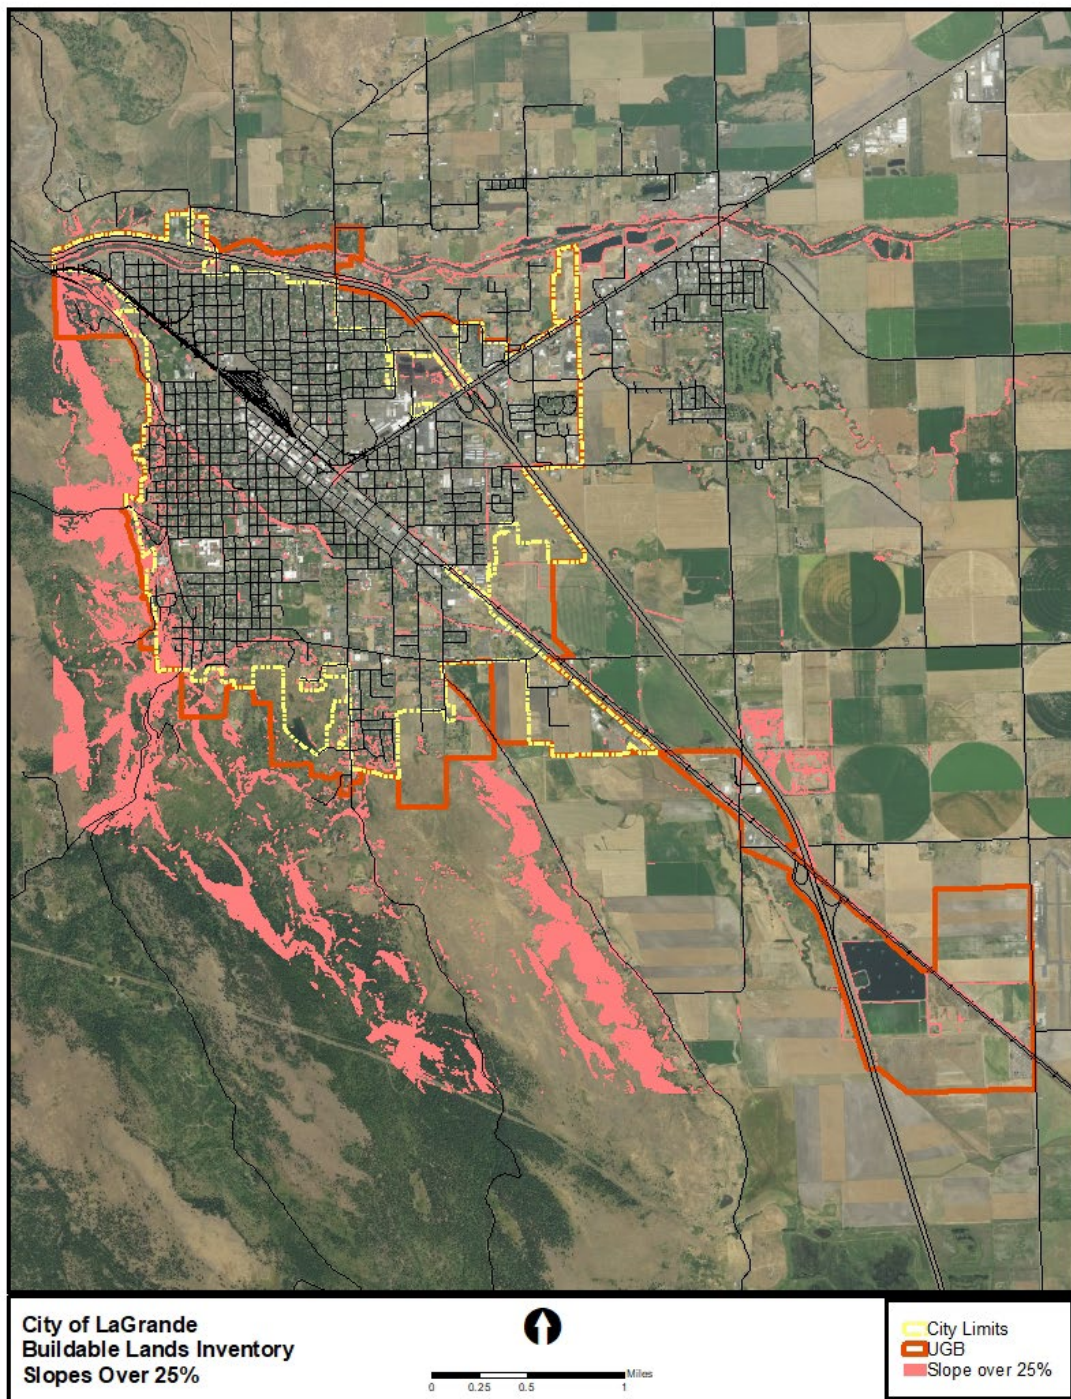 City of LaGrande
Buildable Lands Inventory
Slopes Over 25%
Miles
0 0.25 0.5 1
City Limits
UGB
Slope over 25%